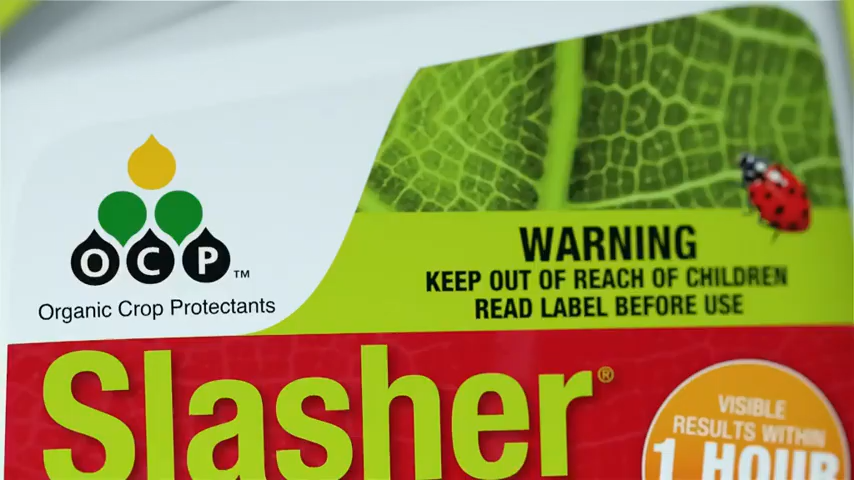 OCP™
Organic Crop Protectants
WARNING
KEEP OUT OF REACH OF CHILDREN
READ LABEL BEFORE USE
Slasher®
VISIBLE
RESULTS WITHIN
1 HOUR